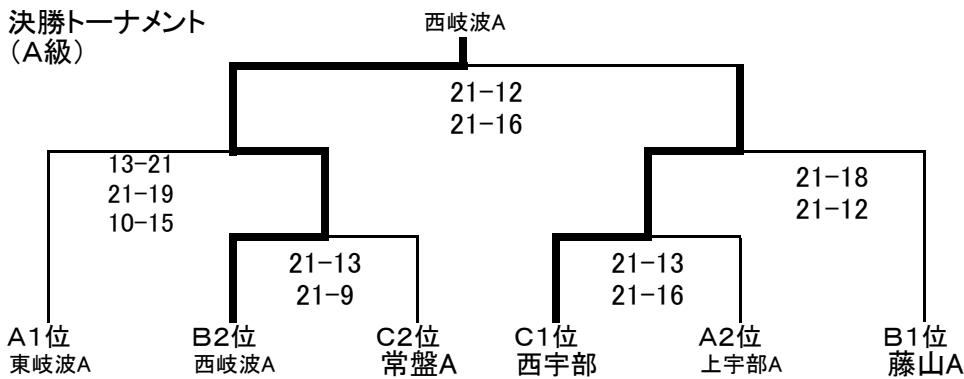 決勝トーナメント
（A級）
西岐波A
21-12
21-16
13-21
21-19
10-15
21-18
21-12
21-13
21-9
21-13
21-16
A1位
東岐波A
B2位
西岐波A
C2位
常盤A
C1位
西宇部
A2位
上宇部A
B1位
藤山A